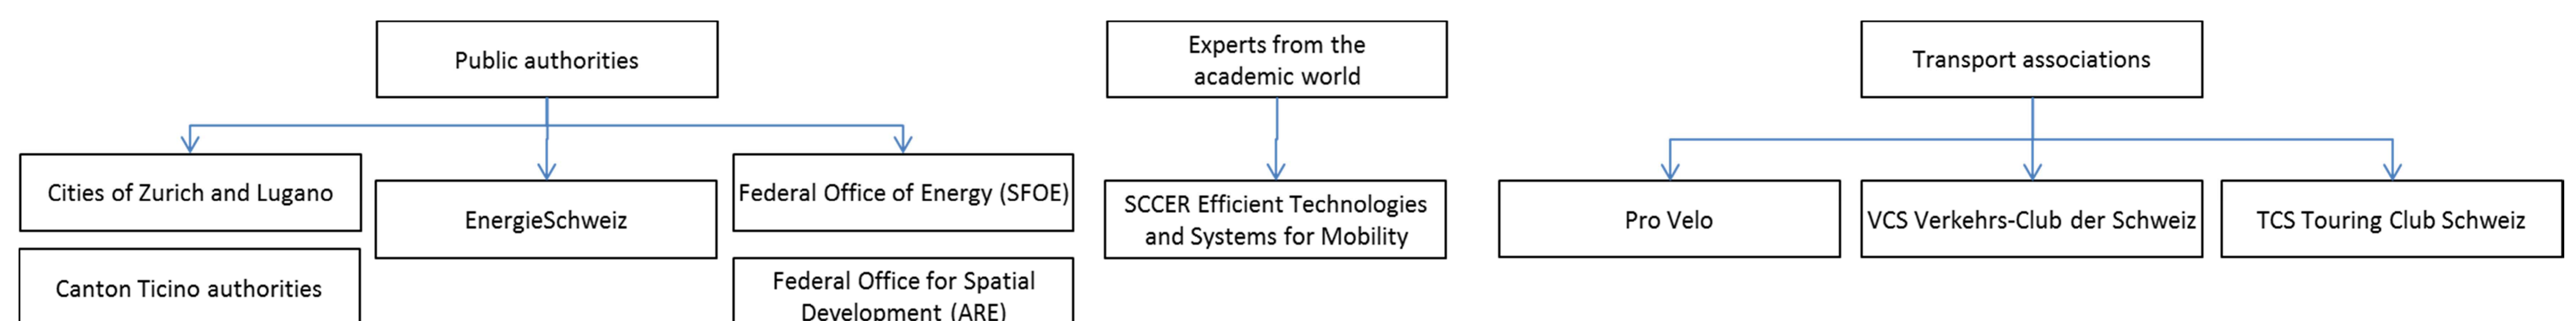 Public authorities
Experts from the
academic world
Transport associations
Cities of Zurich and Lugano
EnergieSchweiz
Federal Office of Energy (SFOE)
SCCER Efficient Technologies
and Systems for Mobility
Pro Velo
VCS Verkehrs-Club der Schweiz
TCS Touring Club Schweiz
Canton Ticino authorities
Federal Office for Spatial
Development (ARE)